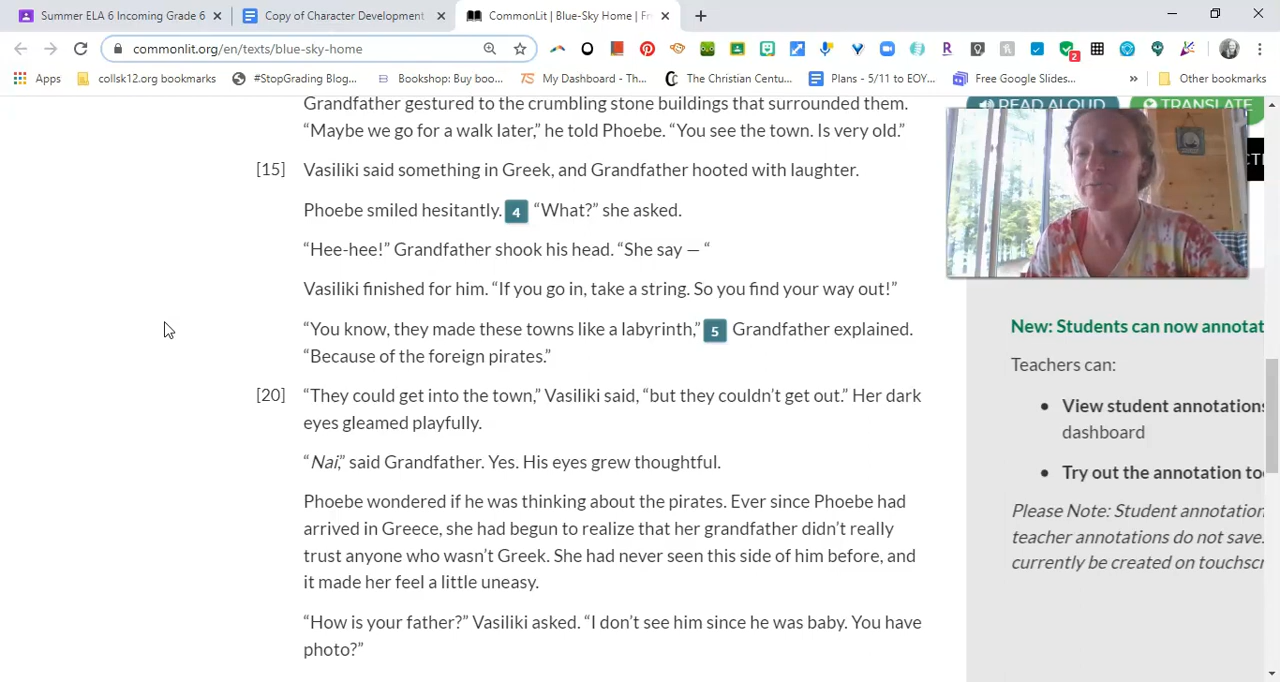 Summer ELA 6 Incoming Grade 6
Copy of Character Development
CommonLit | Blue-Sky Home | Fr
commonlit.org/en/texts/blue-sky-home
2
Apps
collsk12.org bookmarks
#StopGrading Blog...
Bookshop: Buy boo...
TS
My Dashboard - Th...
The Christian Centu...
Plans - 5/11 to EOY...
Free Google Slides...
»
Other bookmarks
Grandfather gestured to the crumbling stone buildings that surrounded them.
“Maybe we go for a walk later,” he told Phoebe. “You see the town. Is very old.”
[15] Vasiliki said something in Greek, and Grandfather hooted with laughter.
Phoebe smiled hesitantly. 4 “What?” she asked.
“Hee-hee!” Grandfather shook his head. “She say — “
Vasiliki finished for him. “If you go in, take a string. So you find your way out!”
“You know, they made these towns like a labyrinth,” 5 Grandfather explained.
“Because of the foreign pirates.”
[20] “They could get into the town,” Vasiliki said, “but they couldn’t get out.” Her dark
eyes gleamed playfully.
“Nai,” said Grandfather. Yes. His eyes grew thoughtful.
Phoebe wondered if he was thinking about the pirates. Ever since Phoebe had
arrived in Greece, she had begun to realize that her grandfather didn’t really
trust anyone who wasn’t Greek. She had never seen this side of him before, and
it made her feel a little uneasy.
“How is your father?” Vasiliki asked. “I don’t see him since he was baby. You have
photo?”
READ ALOUD
TRANSLATE
CTI
New: Students can now annotat
Teachers can:
• View student annotations
dashboard
• Try out the annotation to
Please Note: Student annotation
teacher annotations do not save.
currently be created on touchscr